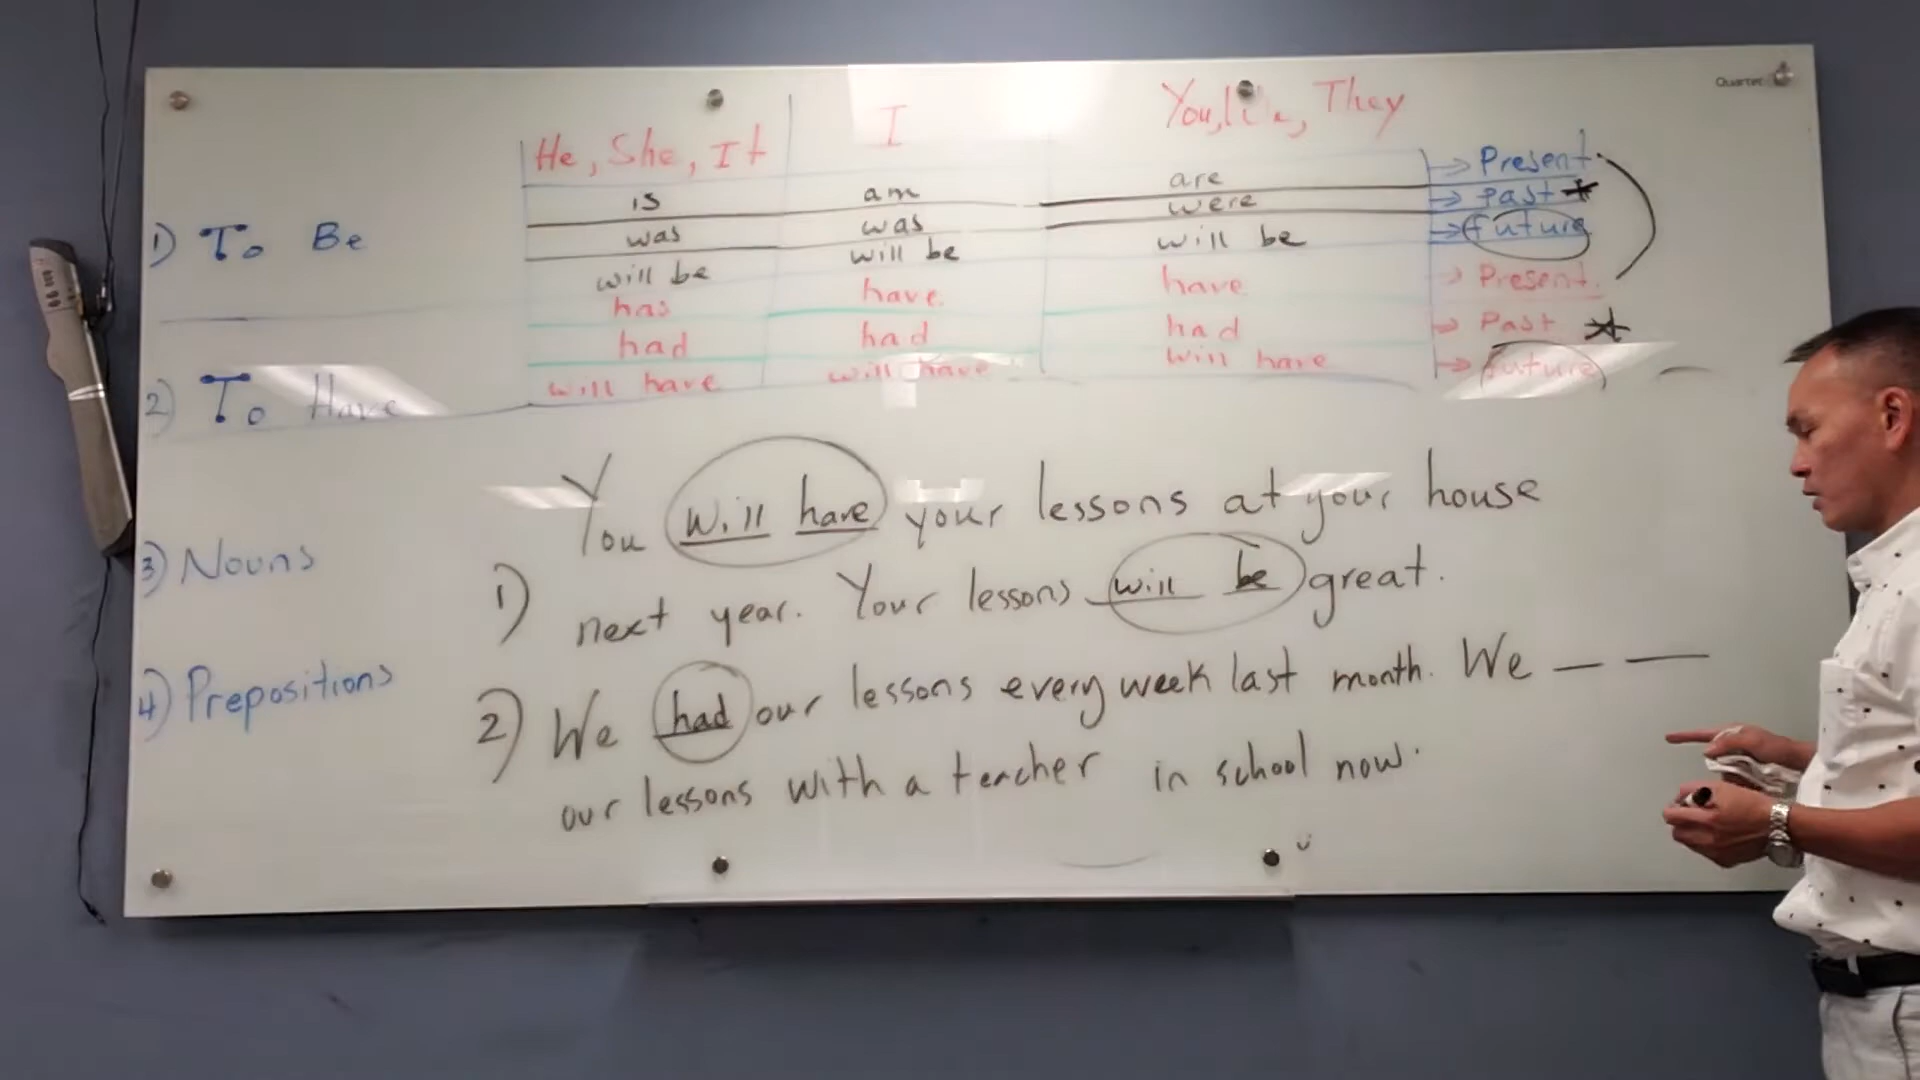 Quartet
He, She, It I You, We, They
is am are → Present
was was were → Past
1) To Be
will be will be will be → future
has have have → Present
had had had → Past
2) To Have
will have will have will have → future
You will have your lessons at your house
3) Nouns
1) next year. Your lessons will be great.
4) Prepositions
2) We had our lessons every week last month. We _ _
our lessons with a teacher in school now.